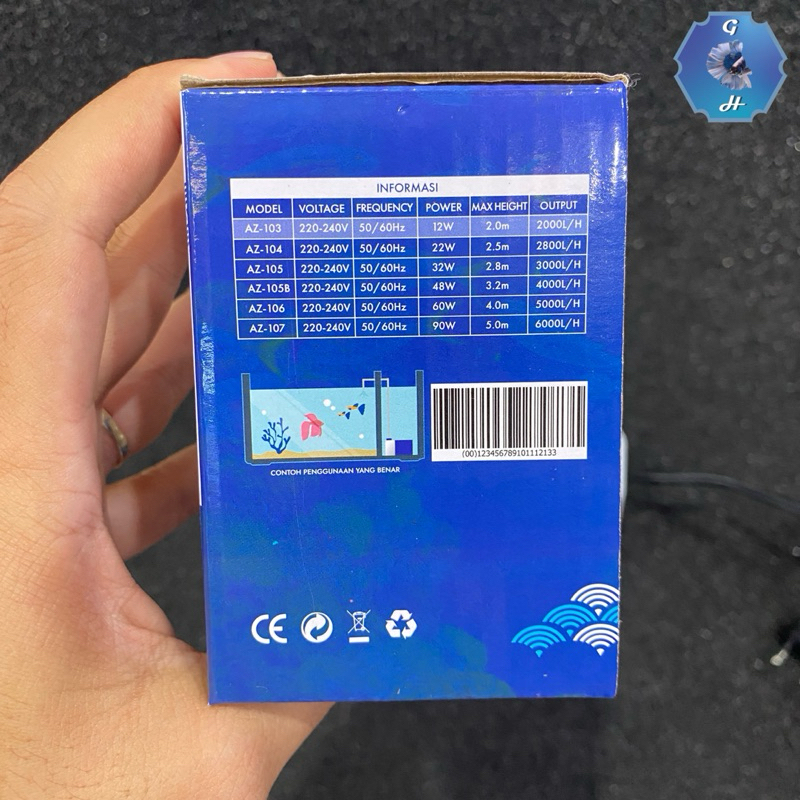 G
H
INFORMASI
MODEL VOLTAGE FREQUENCY POWER MAX HEIGHT OUTPUT
AZ-103 220-240V 50/60Hz 12W 2.0m 2000L/H
AZ-104 220-240V 50/60Hz 22W 2.5m 2800L/H
AZ-105 220-240V 50/60Hz 32W 2.8m 3000L/H
AZ-105B 220-240V 50/60Hz 48W 3.2m 4000L/H
AZ-106 220-240V 50/60Hz 60W 4.0m 5000L/H
AZ-107 220-240V 50/60Hz 90W 5.0m 6000L/H
(00)123456789101112133
CONTOH PENGGUNAAN YANG BENAR
CE